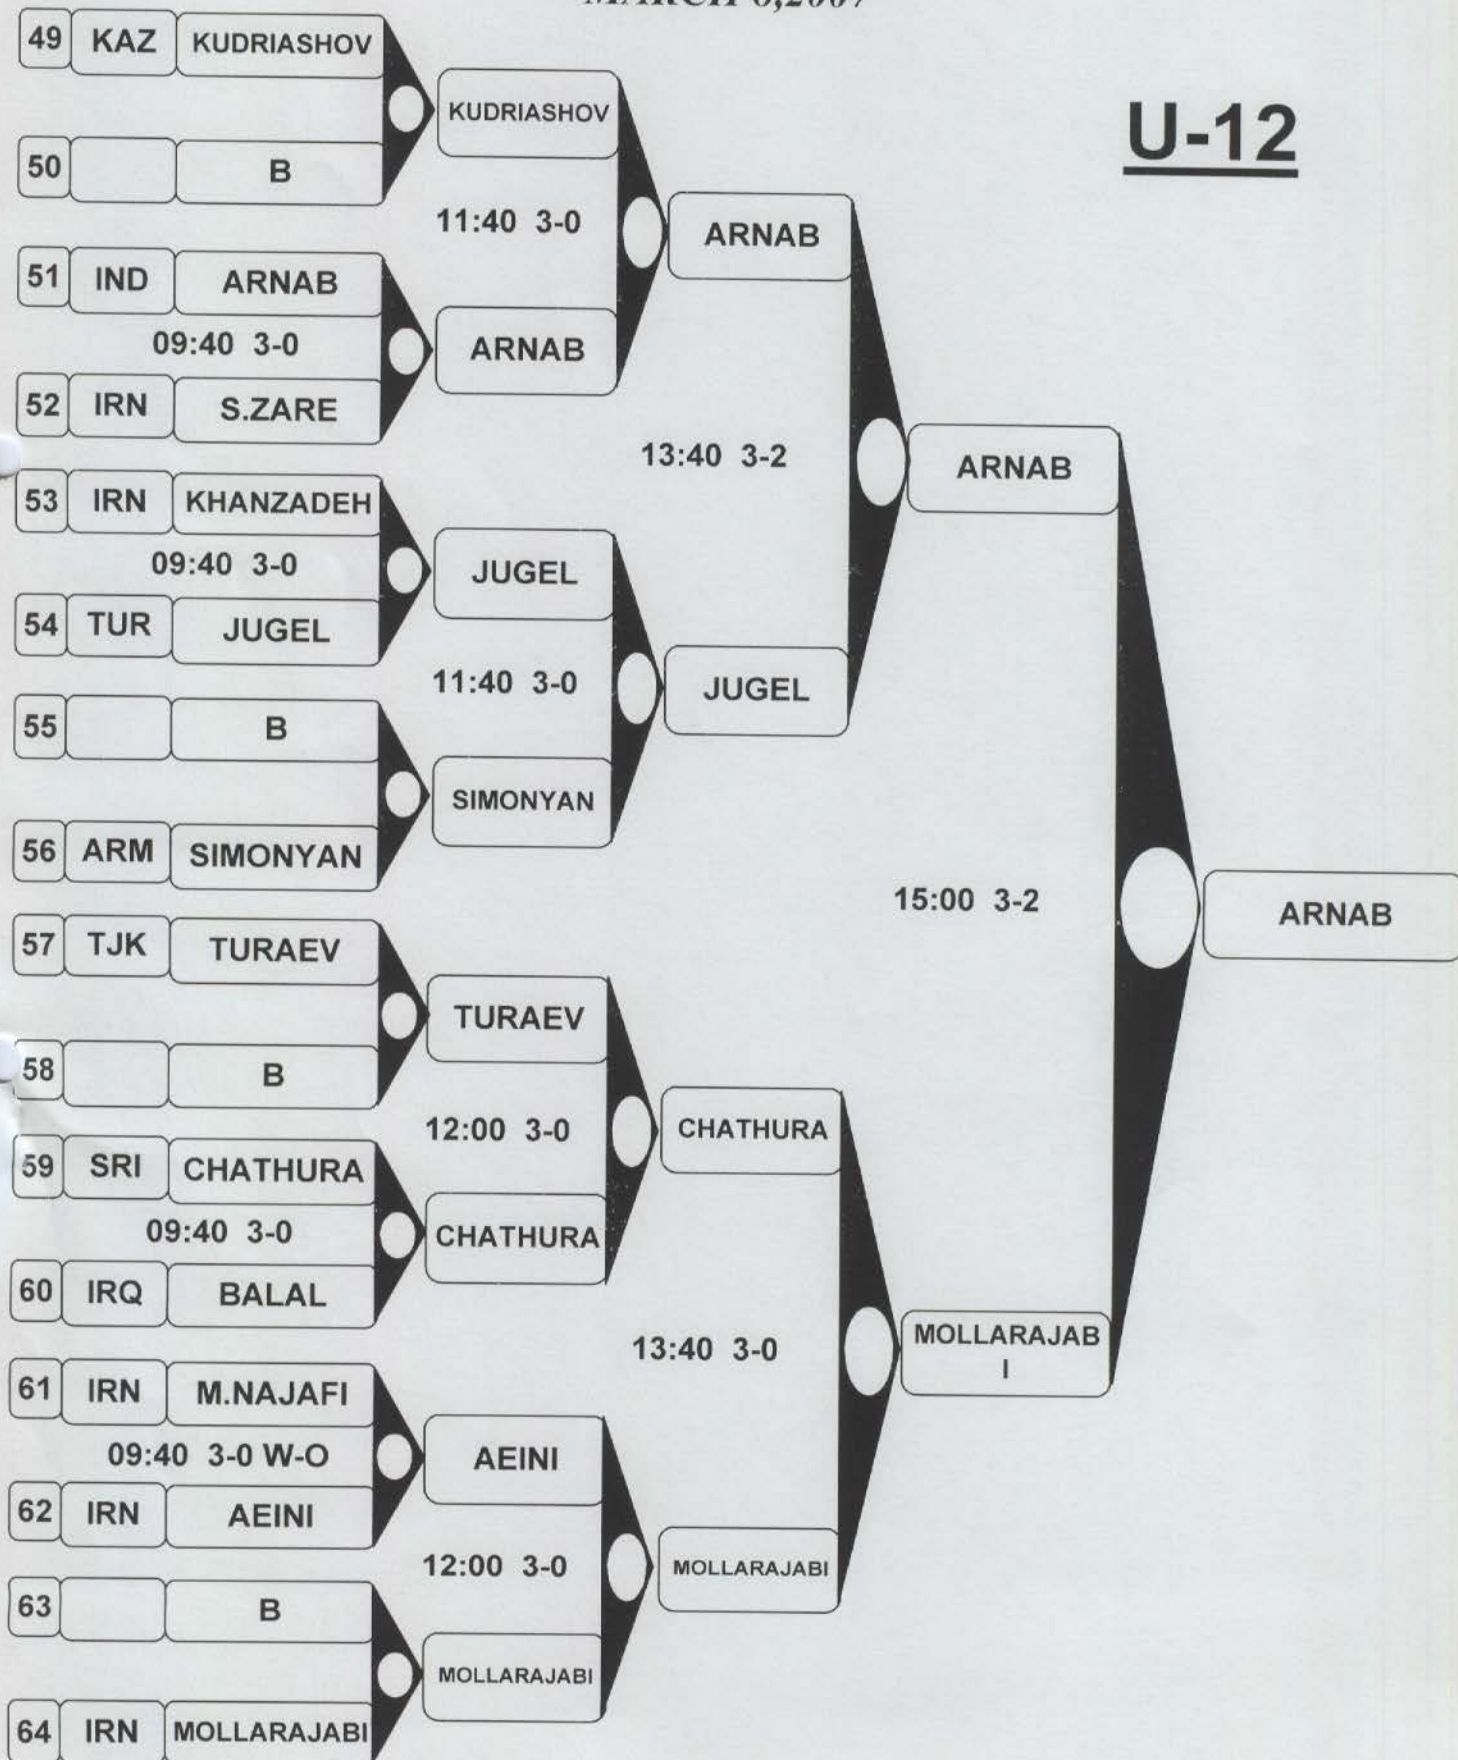 MARCH 6,2007
U-12
49 KAZ KUDRIASHOV
KUDRIASHOV
50 B
11:40 3-0
ARNAB
51 IND ARNAB
09:40 3-0
ARNAB
52 IRN S.ZARE
13:40 3-2
ARNAB
53 IRN KHANZADEH
09:40 3-0
JUGEL
54 TUR JUGEL
11:40 3-0
JUGEL
55 B
SIMONYAN
56 ARM SIMONYAN
15:00 3-2
ARNAB
57 TJK TURAEV
TURAEV
58 B
12:00 3-0
CHATHURA
59 SRI CHATHURA
09:40 3-0
CHATHURA
60 IRQ BALAL
13:40 3-0
MOLLARAJAB
I
61 IRN M.NAJAFI
09:40 3-0 W-O
AEINI
62 IRN AEINI
12:00 3-0
MOLLARAJABI
63 B
MOLLARAJABI
64 IRN MOLLARAJABI